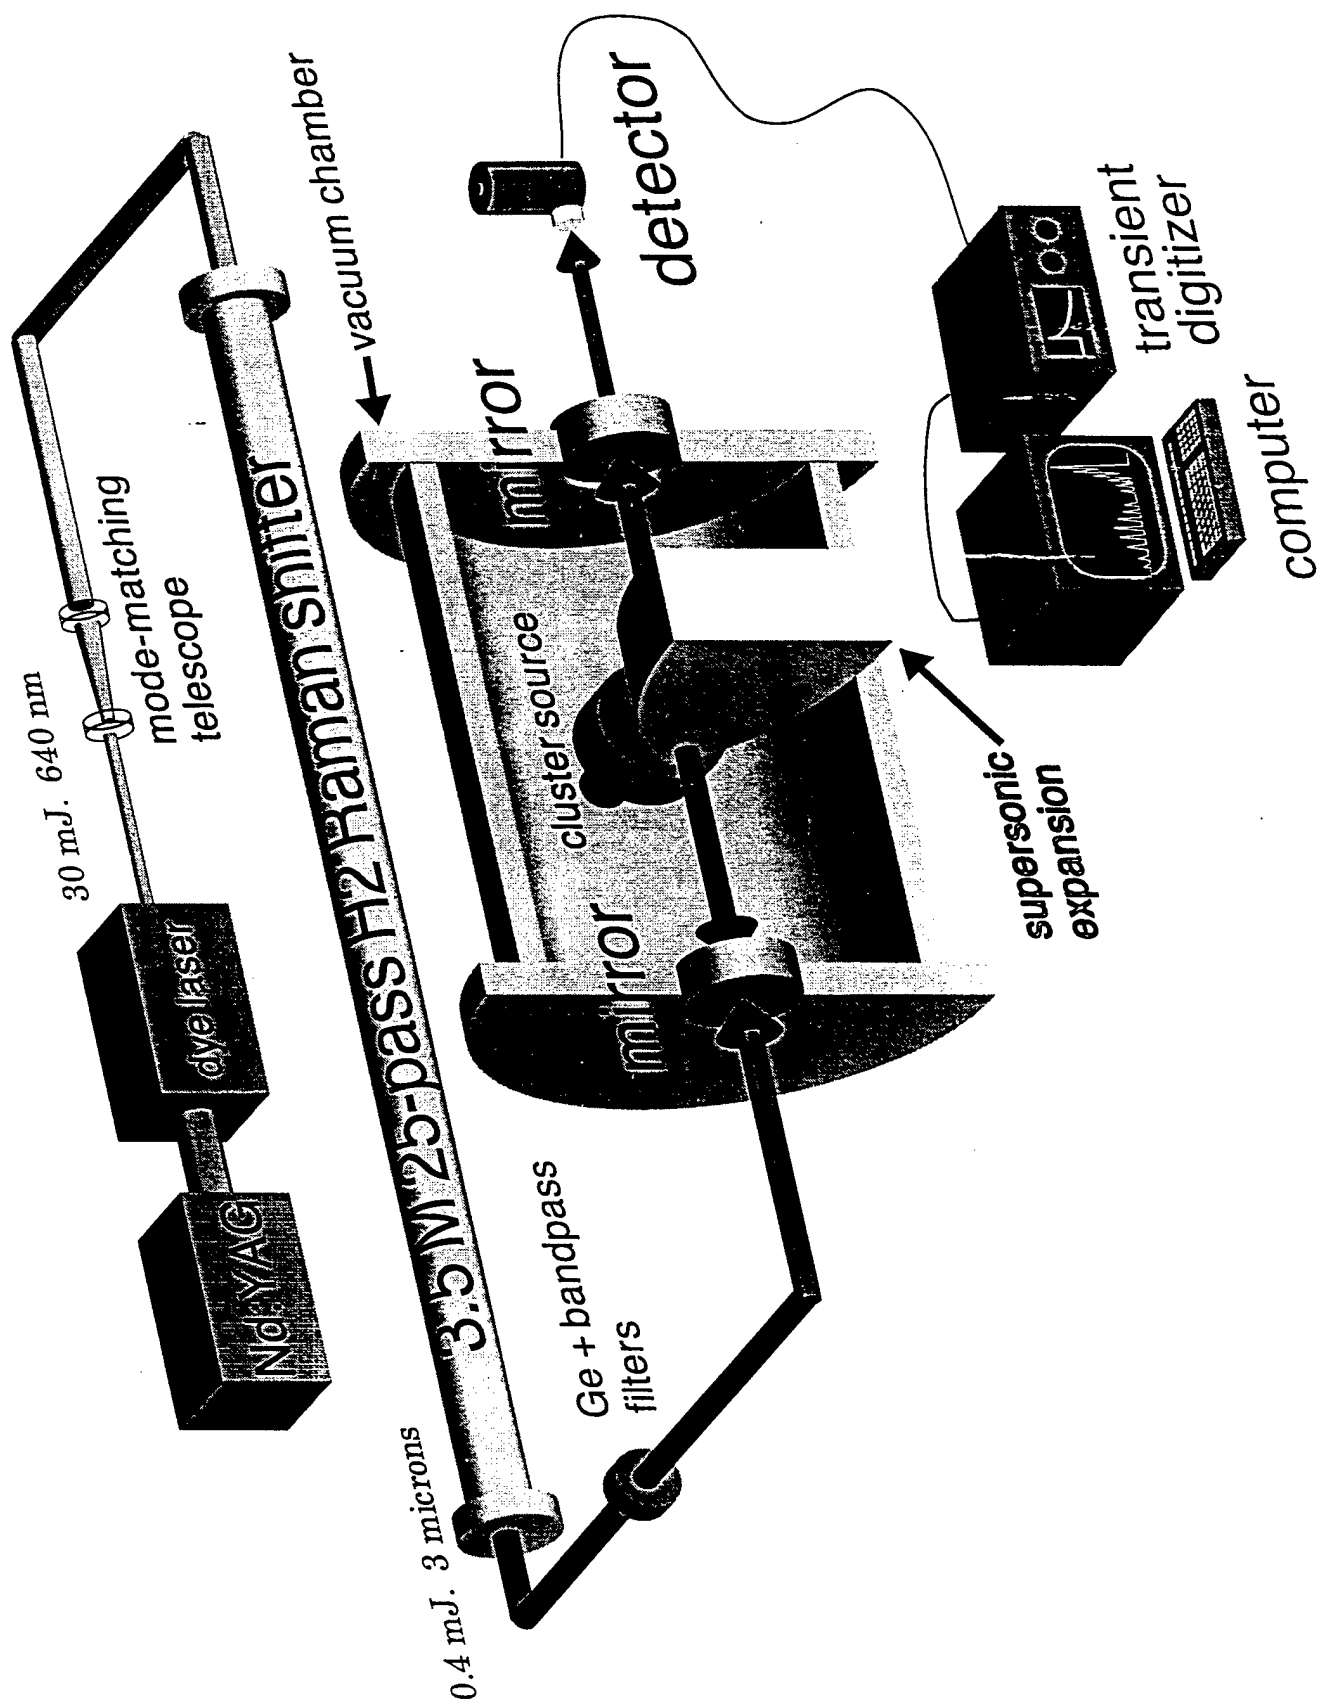 30 mJ. 640 nm
Nd YAG
dye laser
mode-matching
telescope
3.5 M 25-pass H2 Raman shifter
0.4 mJ. 3 microns
Ge + bandpass
filters
vacuum chamber
mirror
cluster source
mirror
detector
supersonic
expansion
transient
digitizer
computer